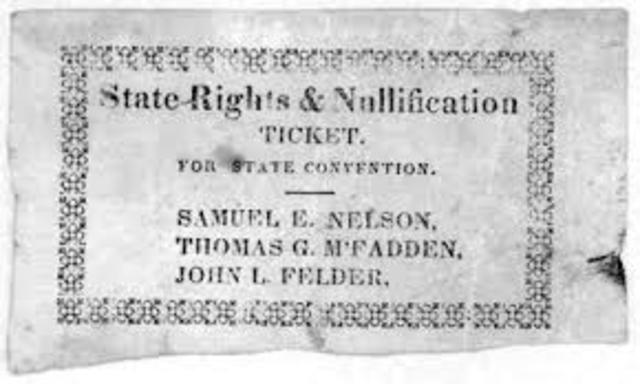 State-Rights & Nullification
TICKET.
FOR STATE CONVENTION.
SAMUEL E. NELSON,
THOMAS G. M'FADDEN,
JOHN L. FELDER.